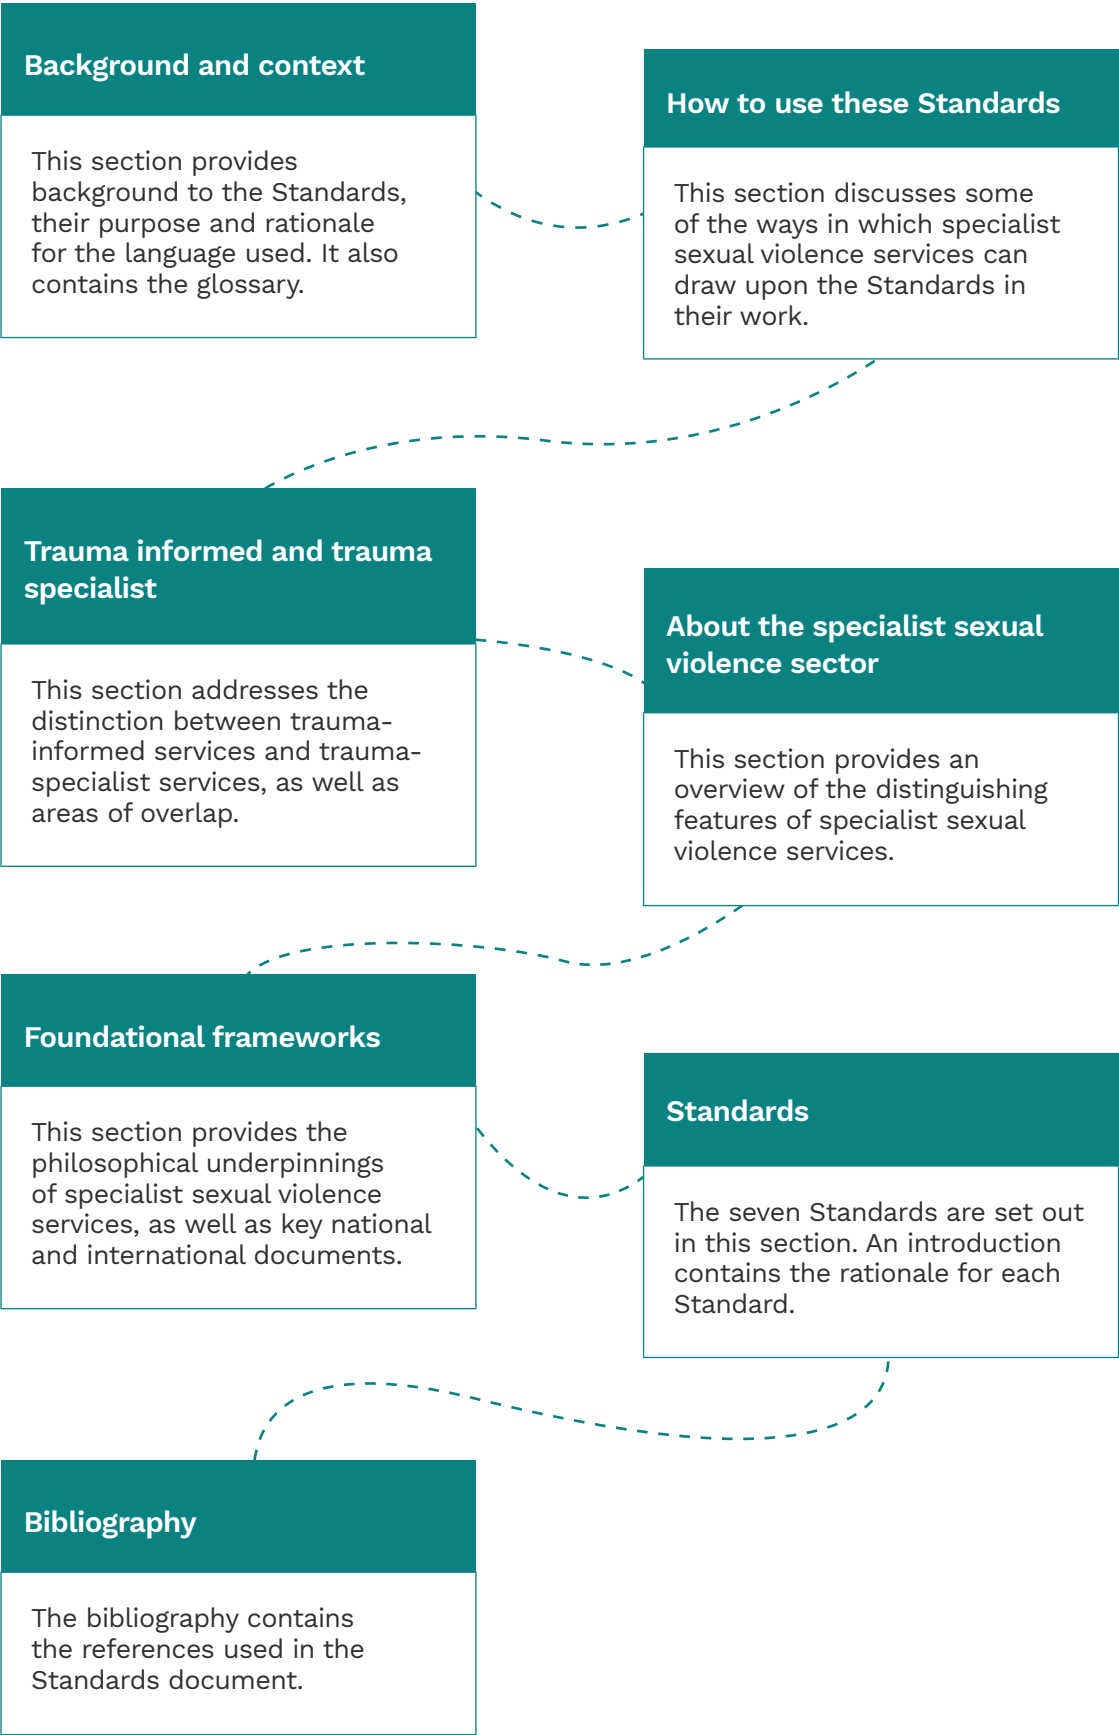 Background and context
This section provides
background to the Standards,
their purpose and rationale
for the language used. It also
contains the glossary.
How to use these Standards
This section discusses some
of the ways in which specialist
sexual violence services can
draw upon the Standards in
their work.
Trauma informed and trauma
specialist
This section addresses the
distinction between trauma-
informed services and trauma-
specialist services, as well as
areas of overlap.
About the specialist sexual
violence sector
This section provides an
overview of the distinguishing
features of specialist sexual
violence services.
Foundational frameworks
This section provides the
philosophical underpinnings
of specialist sexual violence
services, as well as key national
and international documents.
Standards
The seven Standards are set out
in this section. An introduction
contains the rationale for each
Standard.
Bibliography
The bibliography contains
the references used in the
Standards document.